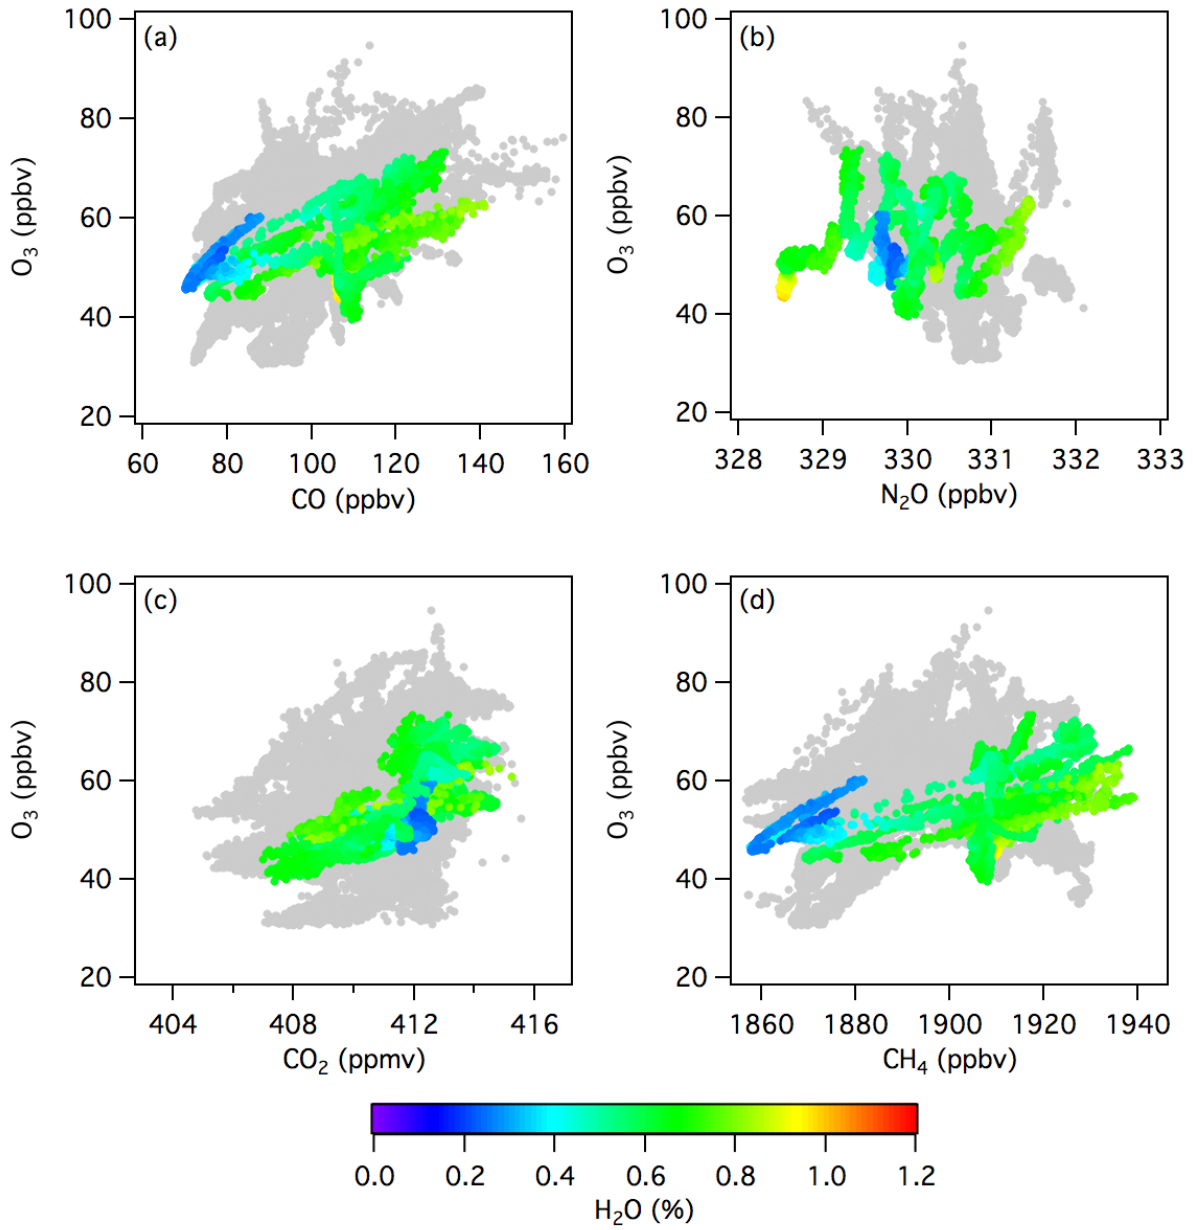 (a)
100
80
60
40
20
O₃ (ppbv)
60 80 100 120 140 160
CO (ppbv)
(b)
100
80
60
40
20
O₃ (ppbv)
328 329 330 331 332 333
N₂O (ppbv)
(c)
100
80
60
40
20
O₃ (ppbv)
404 408 412 416
CO₂ (ppmv)
(d)
100
80
60
40
20
O₃ (ppbv)
1860 1880 1900 1920 1940
CH₄ (ppbv)
0.0 0.2 0.4 0.6 0.8 1.0 1.2
H₂O (%)